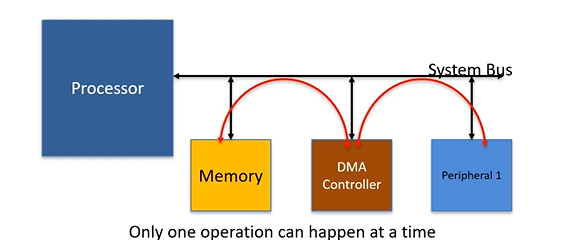 System Bus
Processor
Memory
DMA
Controller
Peripheral 1
Only one operation can happen at a time